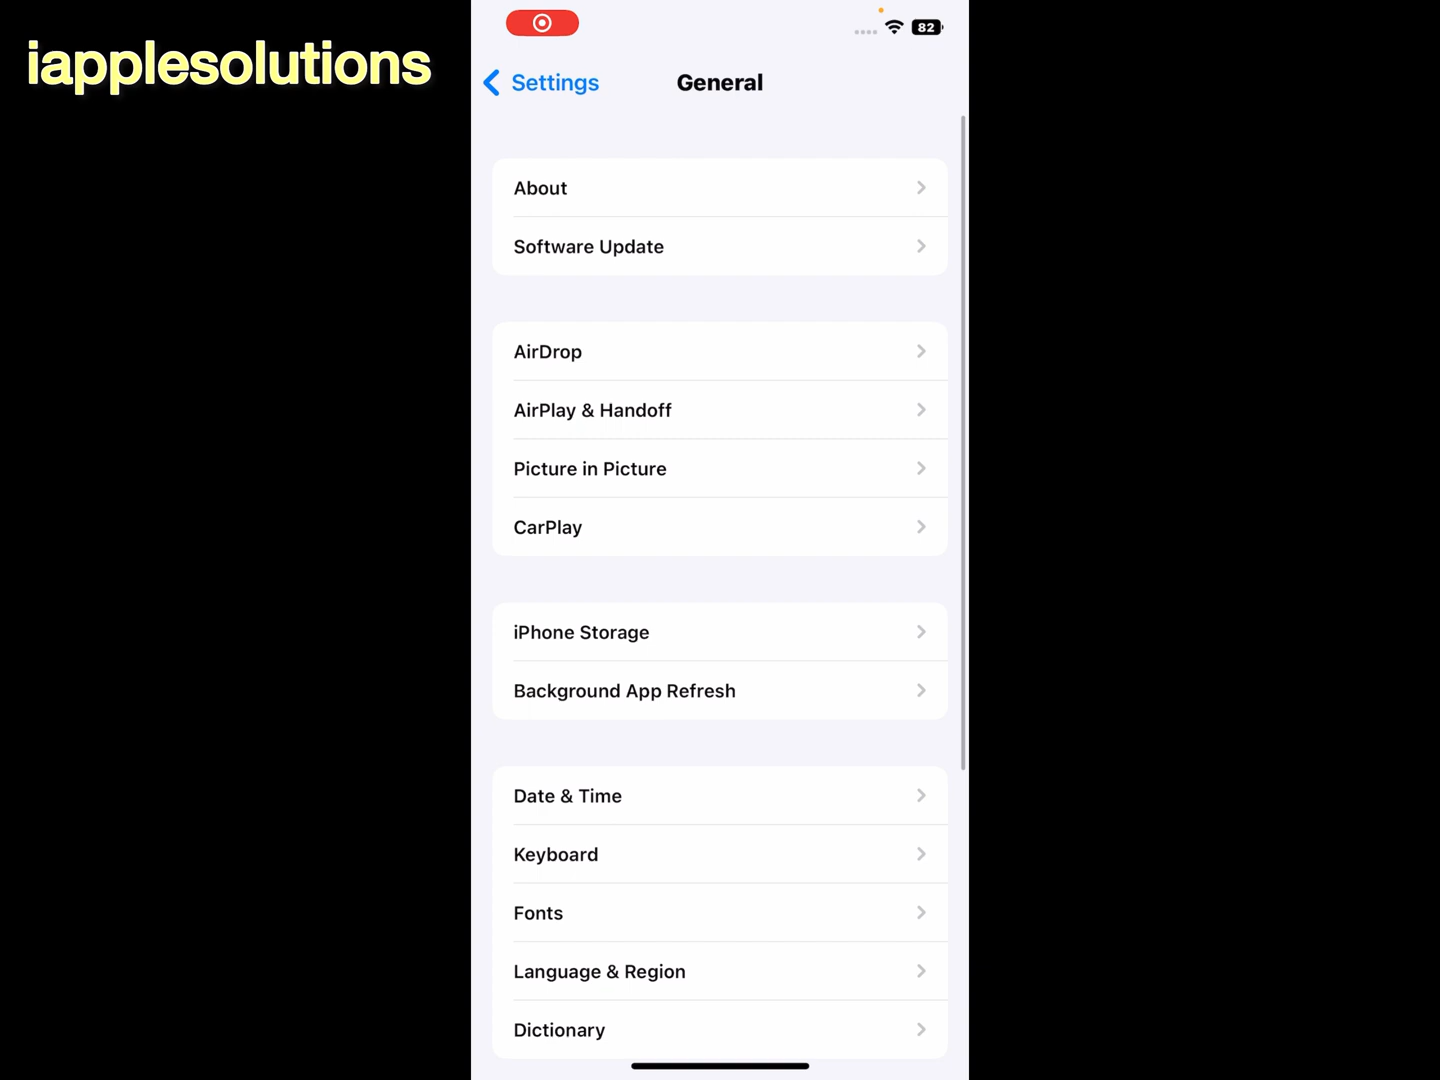 iapplesolutions
82
Settings
General
About
Software Update
AirDrop
AirPlay & Handoff
Picture in Picture
CarPlay
iPhone Storage
Background App Refresh
Date & Time
Keyboard
Fonts
Language & Region
Dictionary